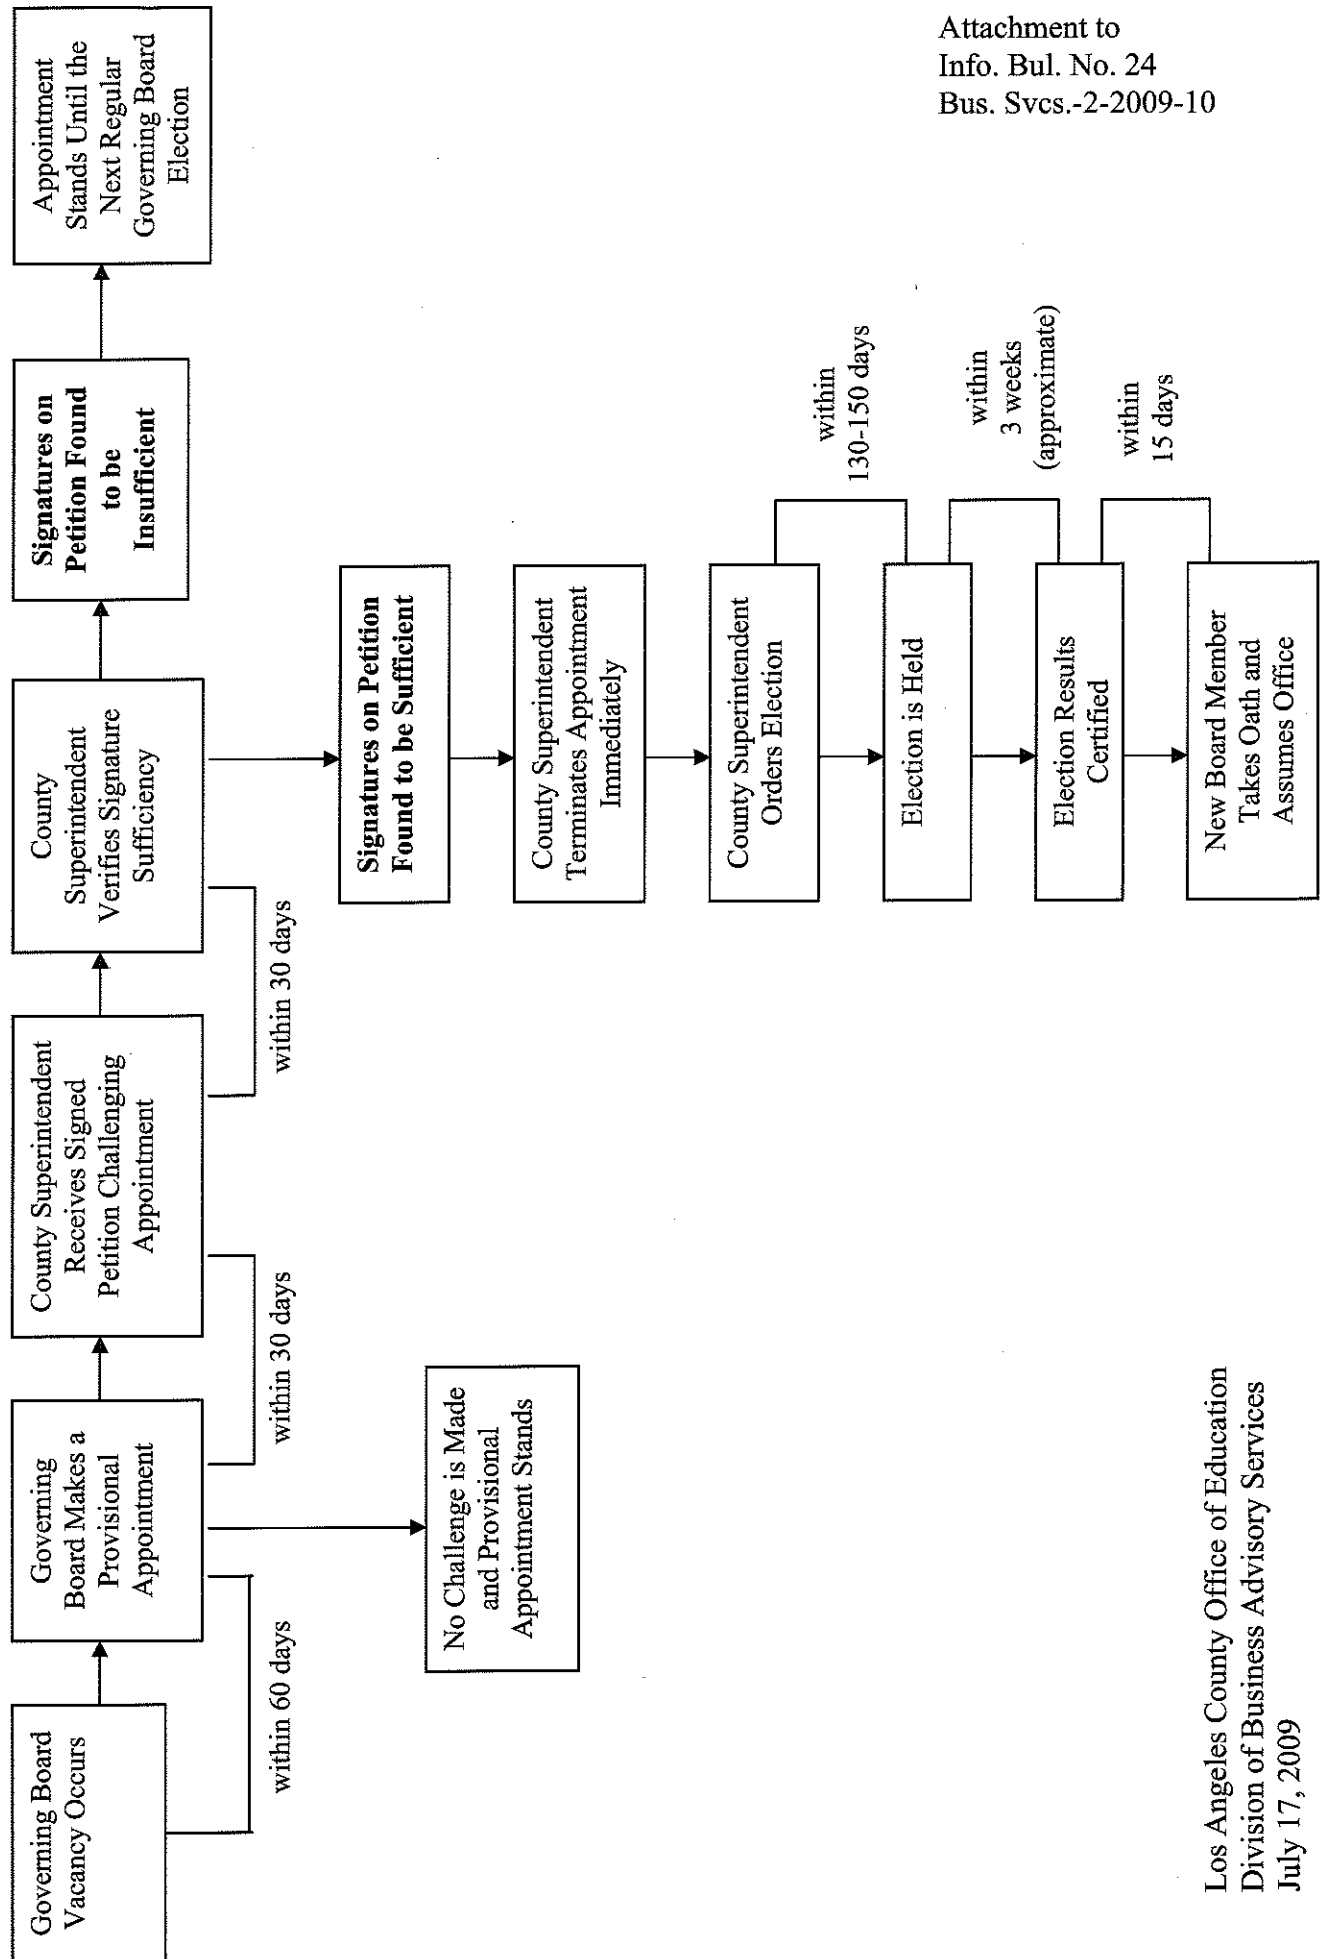 Attachment to
Info. Bul. No. 24
Bus. Svcs.-2-2009-10
Governing Board
Vacancy Occurs
within 60 days
Governing
Board Makes a
Provisional
Appointment
within 30 days
No Challenge is Made
and Provisional
Appointment Stands
County Superintendent
Receives Signed
Petition Challenging
Appointment
within 30 days
County
Superintendent
Verifies Signature
Sufficiency
Signatures on
Petition Found
to be
Insufficient
Appointment
Stands Until the
Next Regular
Governing Board
Election
Signatures on Petition
Found to be Sufficient
County Superintendent
Terminates Appointment
Immediately
County Superintendent
Orders Election
within
130-150 days
Election is Held
within
3 weeks
(approximate)
Election Results
Certified
within
15 days
New Board Member
Takes Oath and
Assumes Office
Los Angeles County Office of Education
Division of Business Advisory Services
July 17, 2009